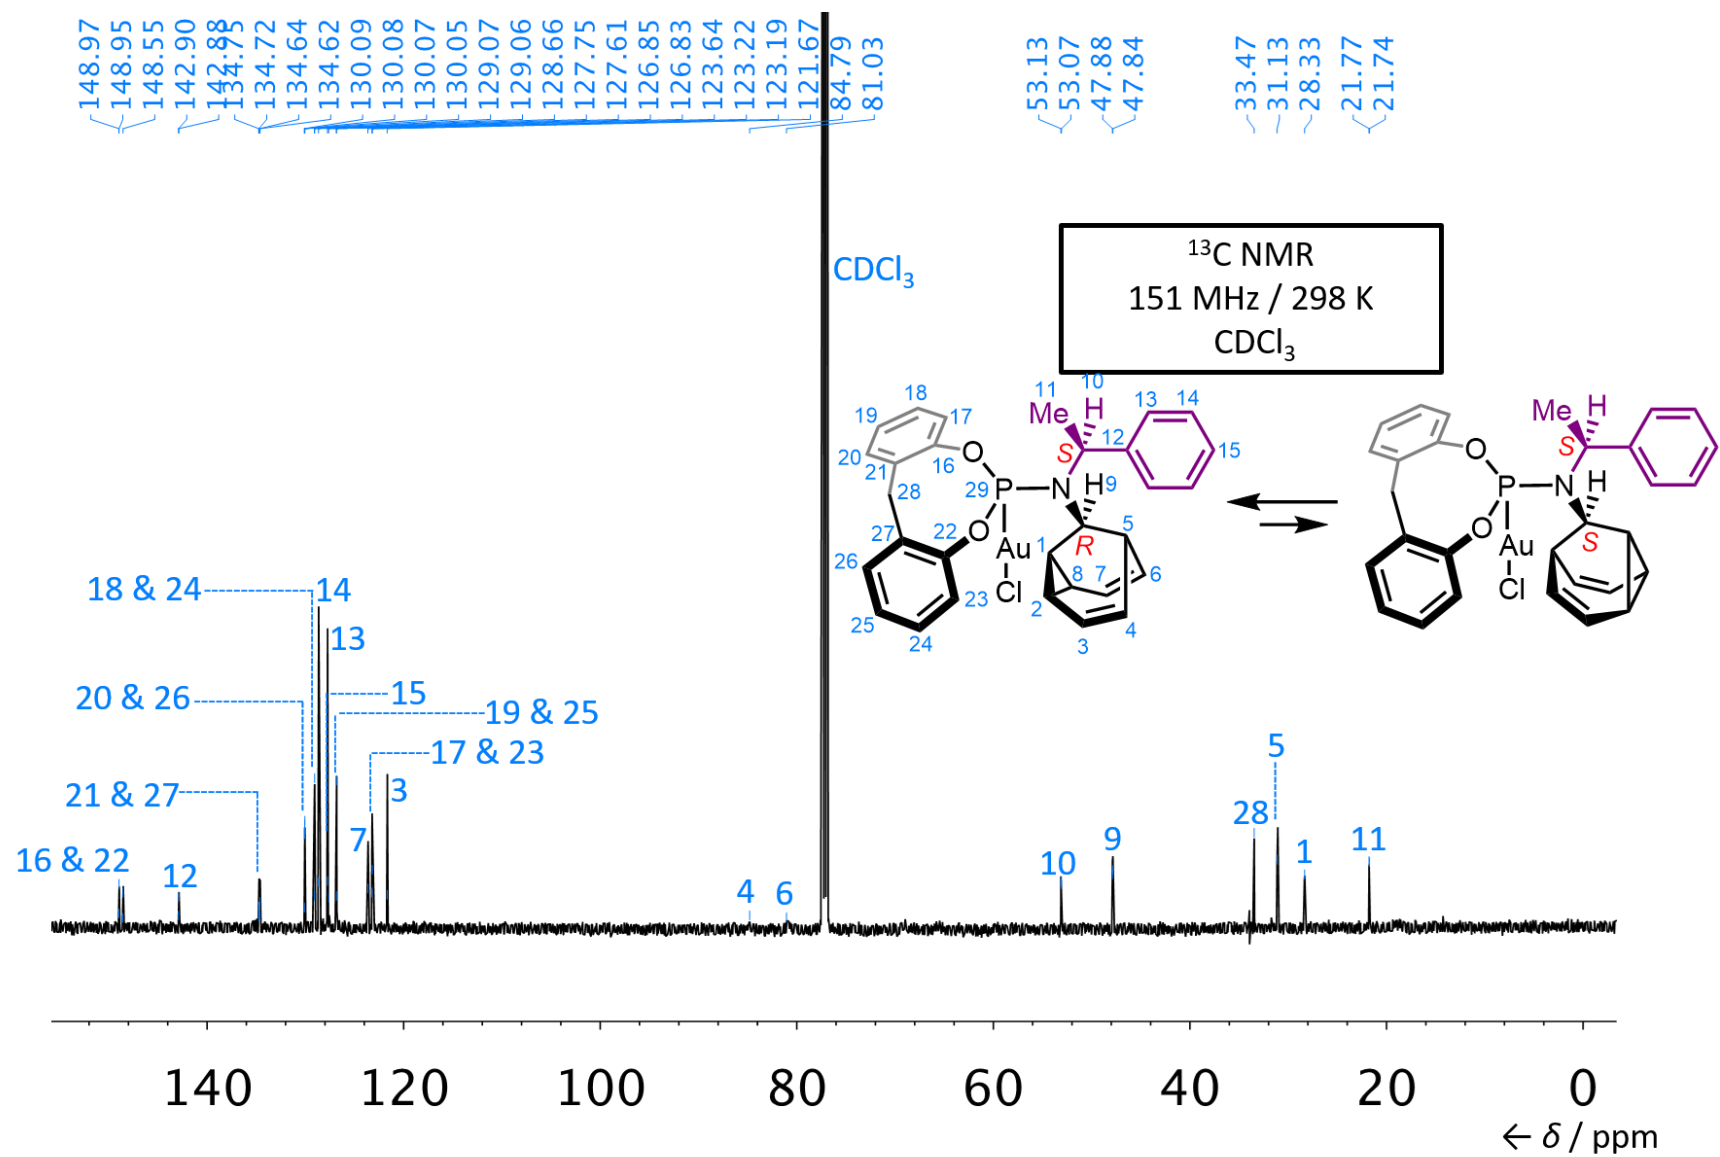 148.97
148.95
148.55
142.90
142.88
134.75
134.72
134.64
134.62
130.09
130.08
130.07
130.05
129.07
129.06
128.66
127.75
127.61
126.85
126.83
123.64
123.22
123.19
121.67
84.79
81.03
53.13
53.07
47.88
47.84
33.47
31.13
28.33
21.77
21.74
CDCl3
13C NMR
151 MHz / 298 K
CDCl3
11
10
Me
H
13
14
12
15
S
18
19
17
20
21
16
O
28
29
P
N
H
9
27
22
O
Au
Cl
1
R
5
8
7
6
2
3
4
26
25
24
23
Me
H
S
O
P
N
H
O
Au
Cl
S
18 & 24
14
13
20 & 26
15
19 & 25
17 & 23
21 & 27
3
7
16 & 22
12
4
6
10
9
28
5
1
11
140
120
100
80
60
40
20
0
← δ / ppm